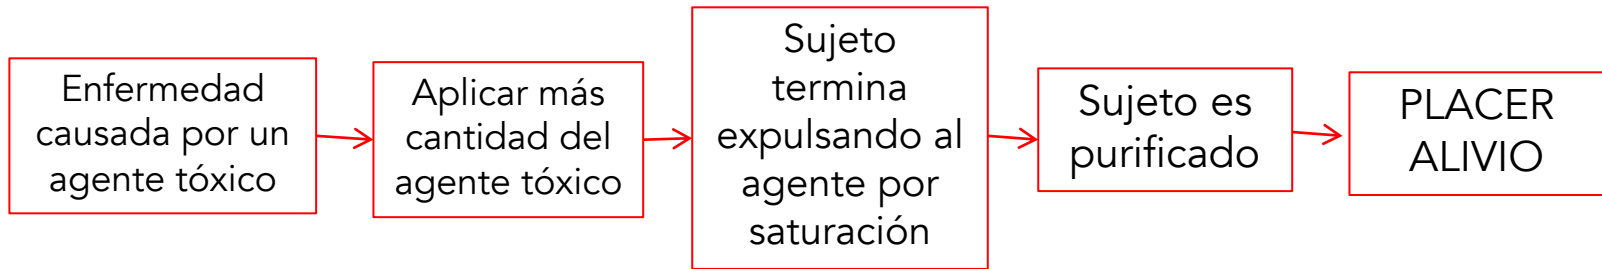 Enfermedad
causada por un
agente tóxico
Aplicar más
cantidad del
agente tóxico
Sujeto
termina
expulsando al
agente por
saturación
Sujeto es
purificado
PLACER
ALIVIO